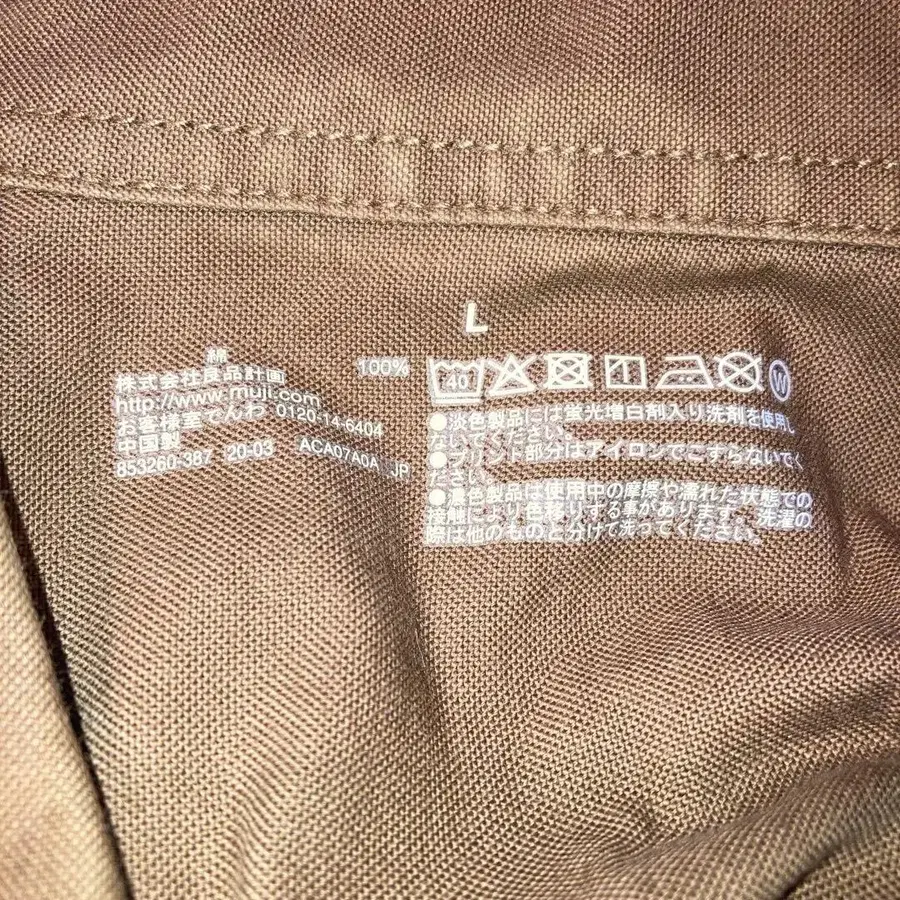 L
綿 100%
株式会社良品計画
http://www.muji.com
お客様室でんわ 0120-14-6404
中国製
853260-387 20-03 ACA07A0A JP
40
W
●淡色製品には蛍光増白剤入り洗剤を使用し
ないでください。
●プリント部分はアイロンでこすらないでく
ださい。
●濃色製品は使用中の摩擦や濡れた状態での
接触により色移りする事があります。洗濯の
際は他のものと分けて洗ってください。